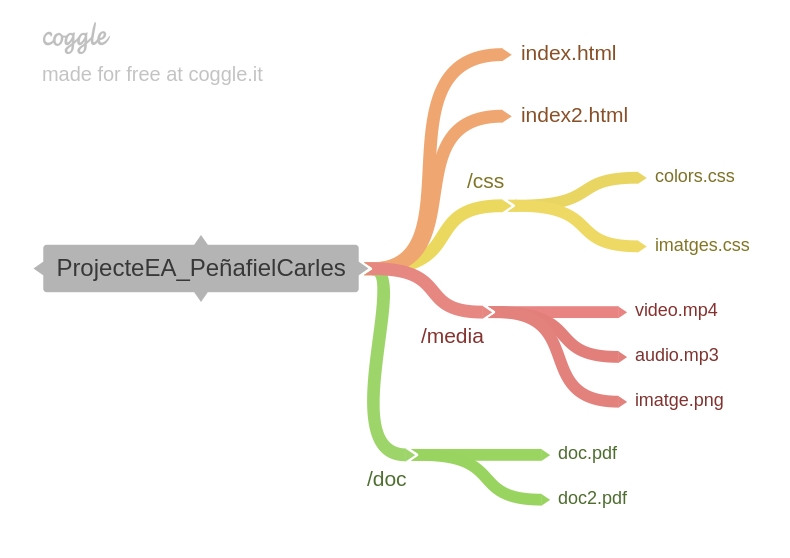 coggle
made for free at coggle.it
index.html
index2.html
/css
colors.css
imatges.css
ProjecteEA_PeñafielCarles
/media
video.mp4
audio.mp3
imatge.png
/doc
doc.pdf
doc2.pdf